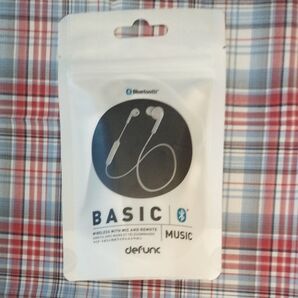 Bluetooth®
BASIC
WIRELESS WITH MIC AND REMOTE
MUSIC
defunc